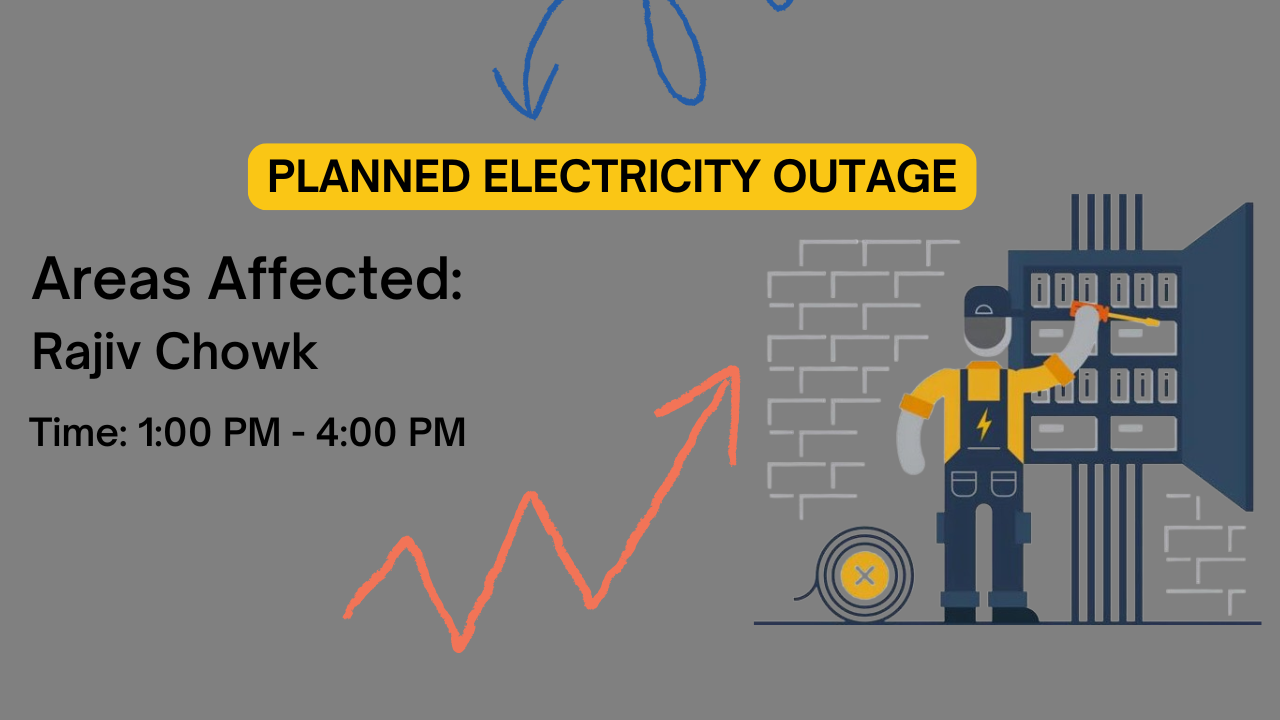 PLANNED ELECTRICITY OUTAGE
Areas Affected:
Rajiv Chowk
Time: 1:00 PM - 4:00 PM